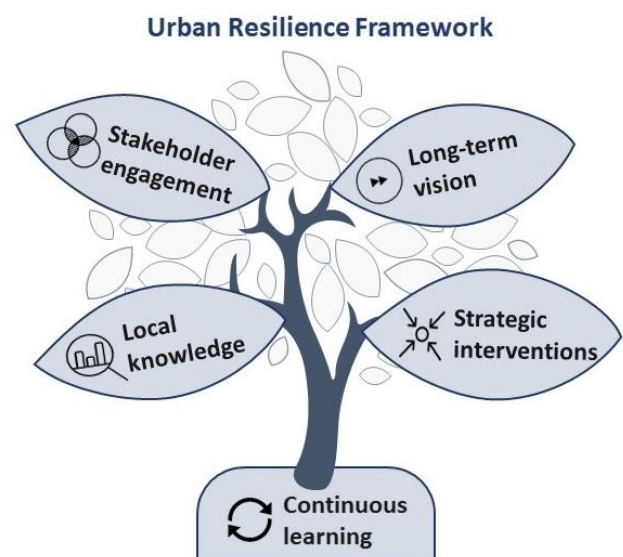 Urban Resilience Framework
Stakeholder
engagement
Long-term
vision
Local
knowledge
Strategic
interventions
Continuous
learning